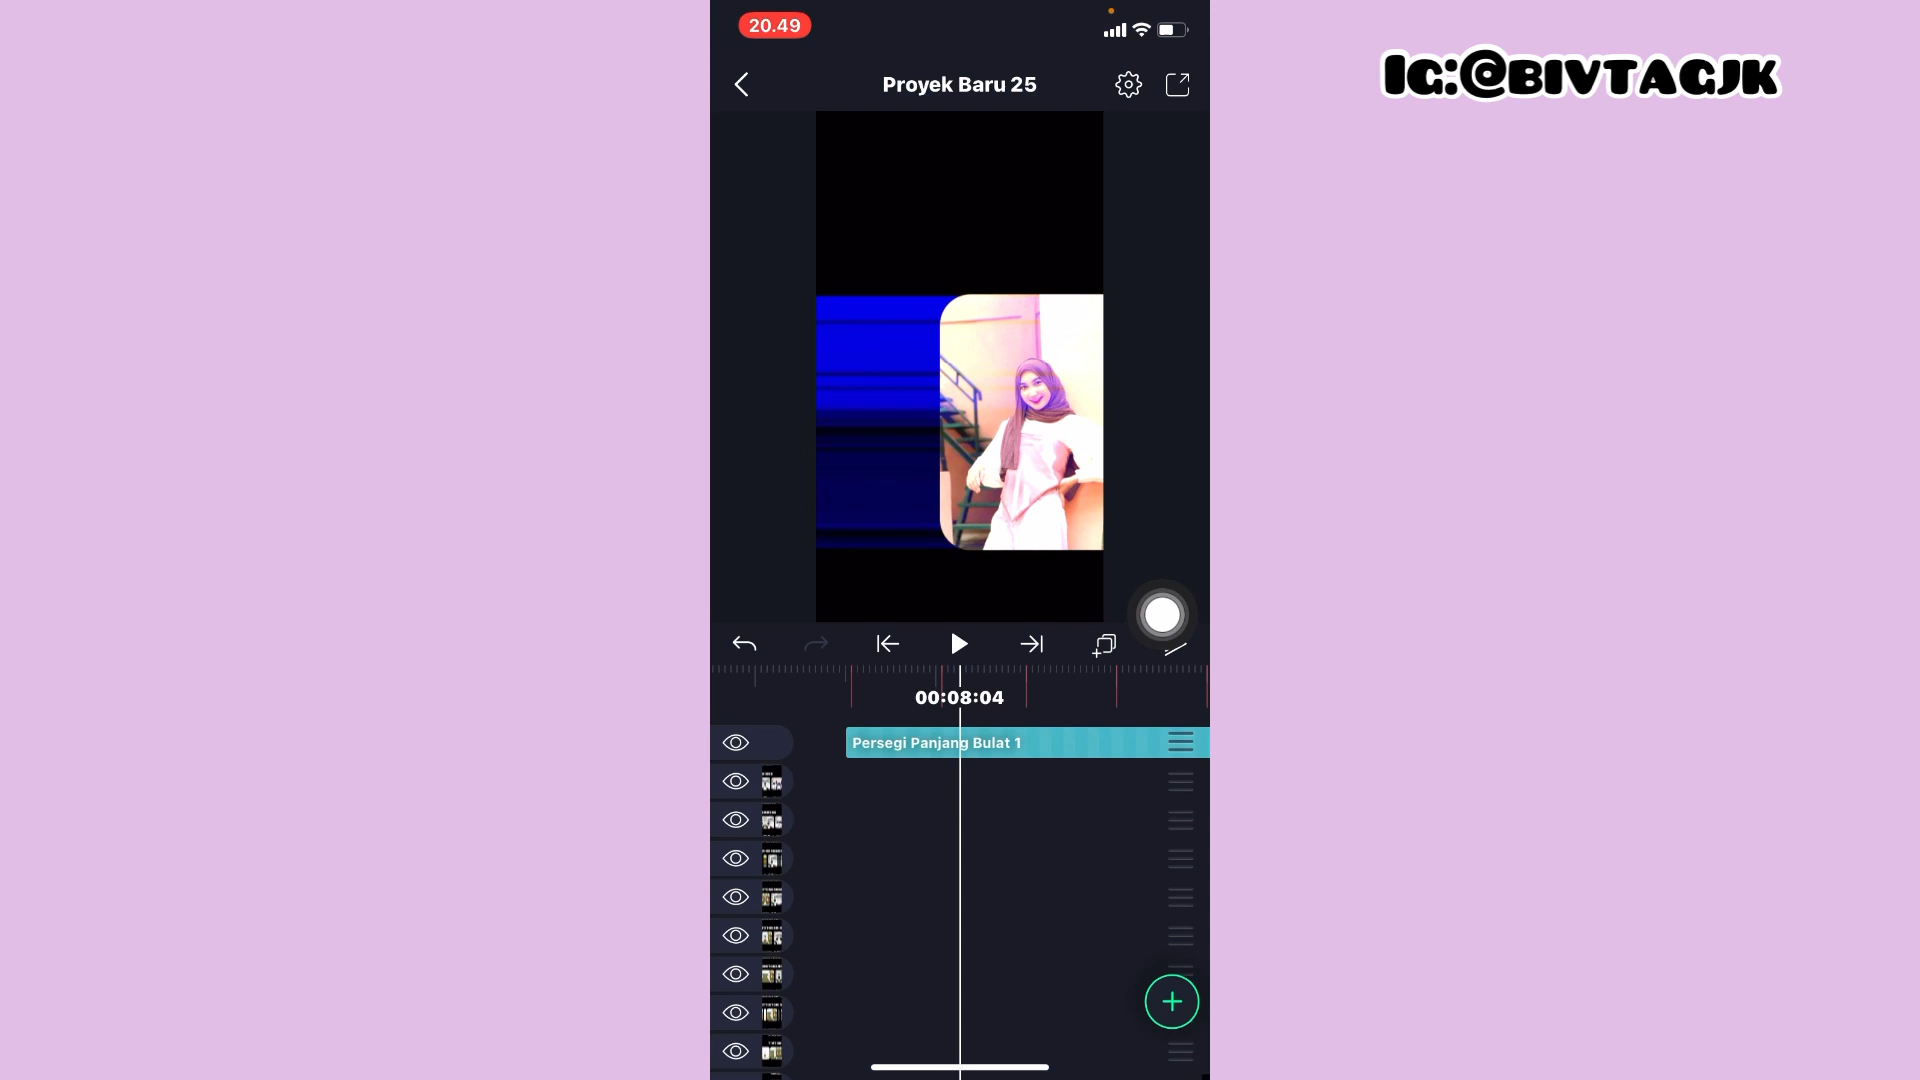 20.49
IG:@BIVTAGJK
Proyek Baru 25
00:08:04
Persegi Panjang Bulat 1